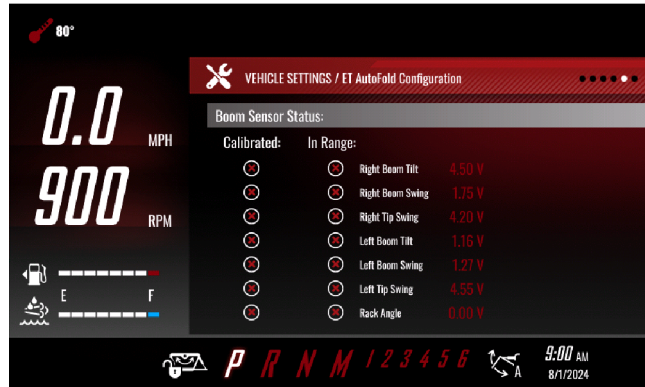 80°
VEHICLE SETTINGS / ET AutoFold Configuration
0.0 MPH
900 RPM
E F
Boom Sensor Status:
Calibrated: In Range:
Right Boom Tilt 4.50 V
Right Boom Swing 1.75 V
Right Tip Swing 4.20 V
Left Boom Tilt 1.16 V
Left Boom Swing 1.27 V
Left Tip Swing 4.55 V
Rack Angle 0.00 V
P R N M 1 2 3 4 5 6 A 9:00 AM
8/1/2024